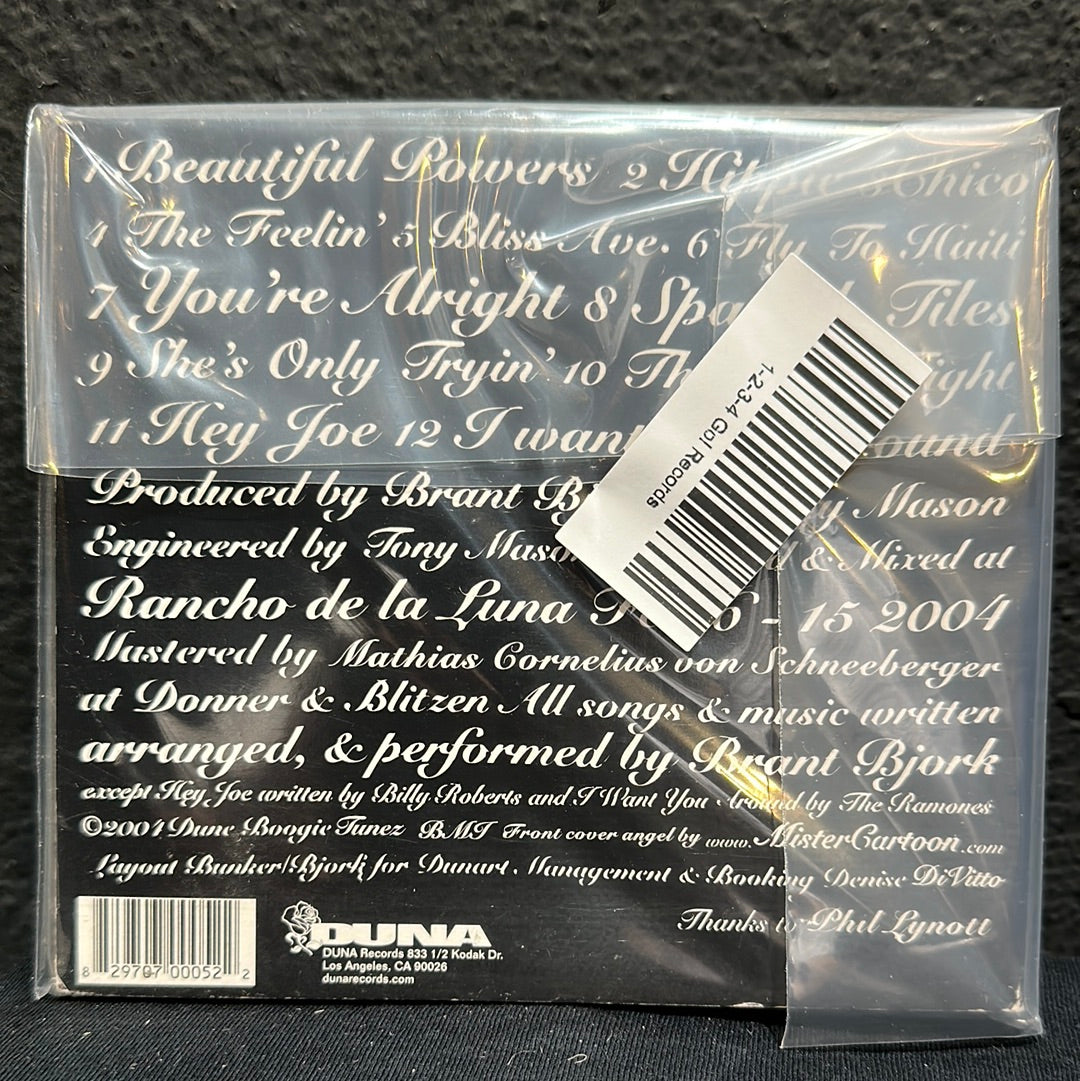 1 Beautiful Powers 2 Hippie 3 Chico
4 The Feelin' 5 Bliss Ave. 6 Fly To Haiti
7 You're Alright 8 Tiles
9 She's Only Tryin' 10
11 Hey Joe 12 I want
Produced by Brant Mason
Engineered by Tony Mason & Mixed at
Rancho de la Luna - 15 2004
Mastered by Mathias Cornelius von Schneeberger
at Donner & Blitzen All songs & music written
arranged, & performed by Brant Bjork
except Hey Joe written by Billy Roberts and I Want You Around by The Ramones
©2004 Dune Boogie Tunez BMI Front cover angel by www.MisterCartoon.com
Layout Bunker/Bjork for Dunart. Management & Booking Denise DiVitto
Thanks to Phil Lynott
8 29707 00052 2
DUNA
DUNA Records 833 1/2 Kodak Dr.
Los Angeles, CA 90026
dunarecords.com
1-2-3-4 Go! Records